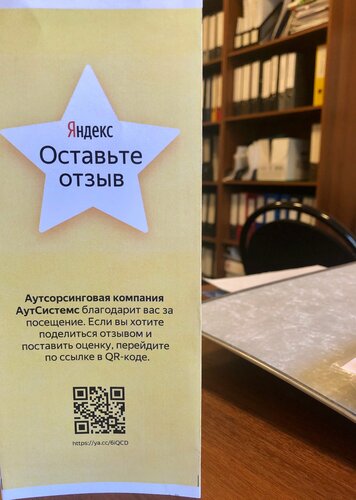 Яндекс
Оставьте
отзыв
Аутсорсинговая компания
АутСистемс благодарит вас за
посещение. Если вы хотите
поделиться отзывом и
поставить оценку, перейдите
по ссылке в QR-коде.
https://ya.cc/6iQCD